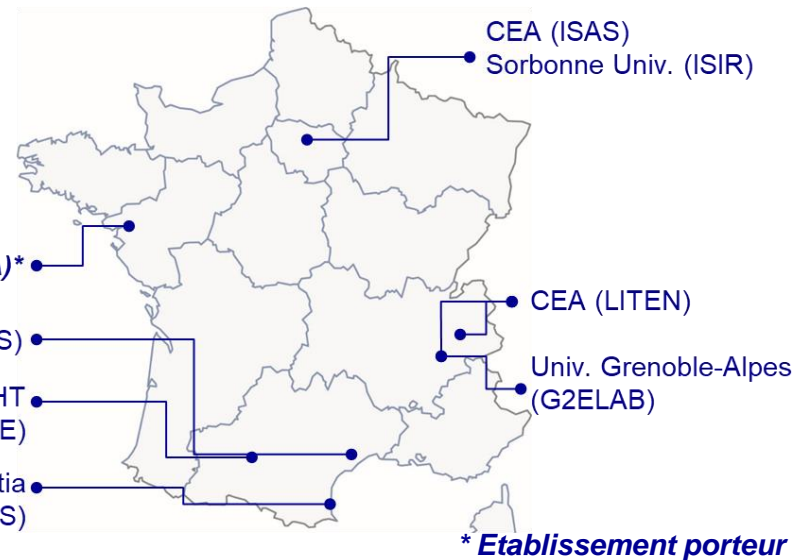 CEA (ISAS)
Sorbonne Univ. (ISIR)
)*
S)
CEA (LITEN)
HT
E)
Univ. Grenoble-Alpes
(G2ELAB)
tia
S)
* Etablissement porteur